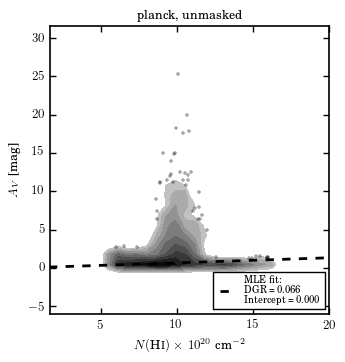 planck, unmasked
30
25
20
15
10
5
0
−5
A_V [mag]
MLE fit:
DGR = 0.066
Intercept = 0.000
5
10
15
20
N(HI) × 10^20 cm^−2